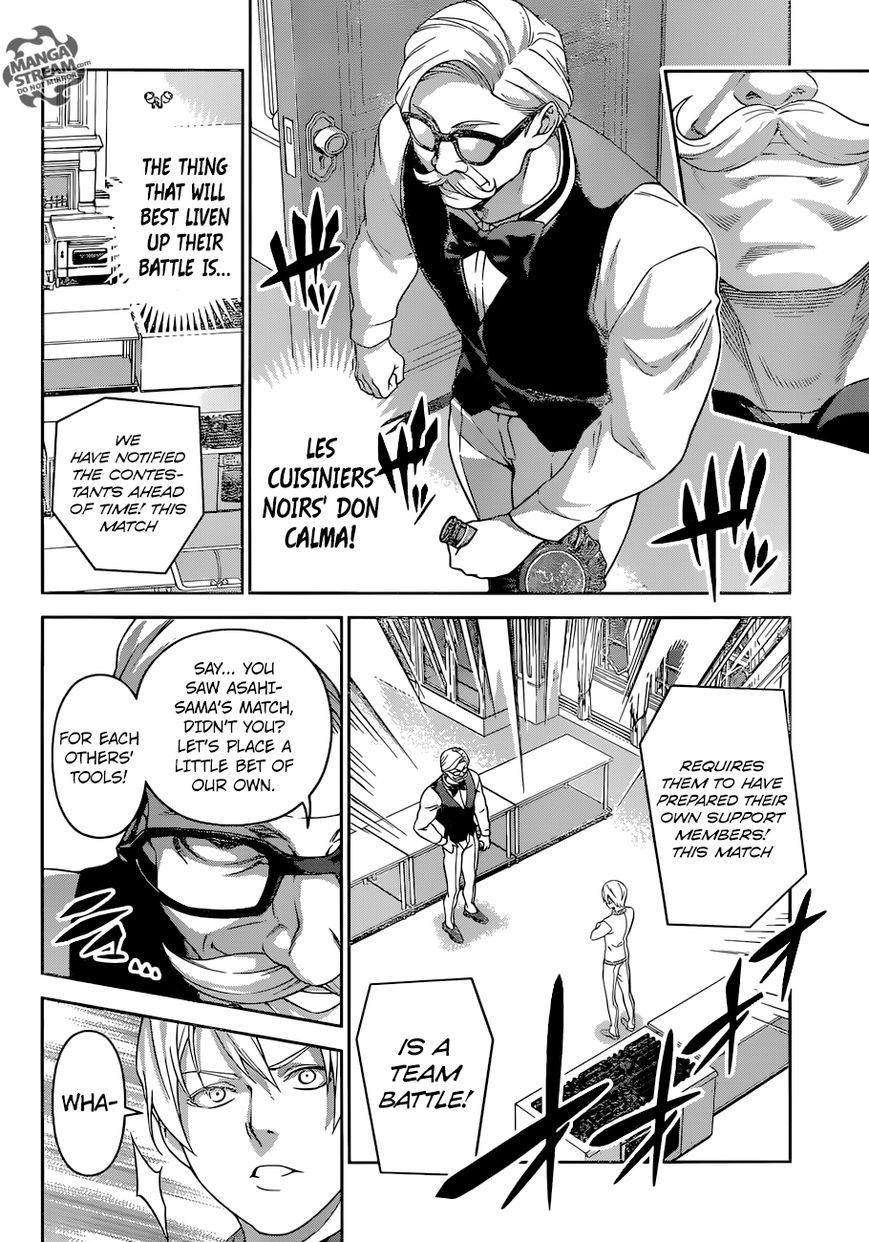 MANGA
STREAM.com
DO NOT MIRROR
LES
CUISINIERS
NOIRS' DON
CALMA!
THE THING
THAT WILL
BEST LIVEN
UP THEIR
BATTLE IS...
WE
HAVE NOTIFIED
THE CONTES-
TANTS AHEAD
OF TIME! THIS
MATCH
REQUIRES
THEM TO HAVE
PREPARED THEIR
OWN SUPPORT
MEMBERS!
THIS MATCH
IS A
TEAM
BATTLE!
SAY... YOU
SAW ASAHI-
SAMA'S MATCH,
DIDN'T YOU?
LET'S PLACE A
LITTLE BET OF
OUR OWN.
FOR EACH
OTHERS'
TOOLS!
WHA-